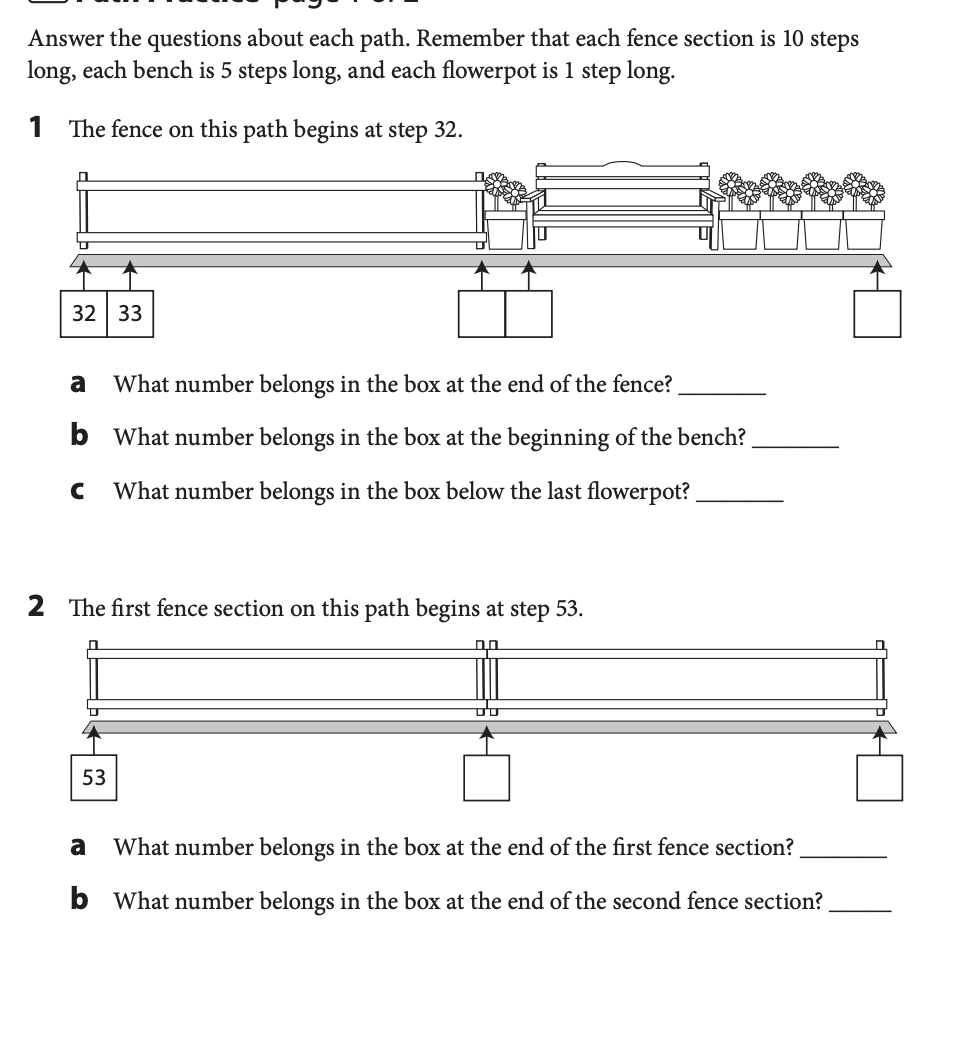 Answer the questions about each path. Remember that each fence section is 10 steps
long, each bench is 5 steps long, and each flowerpot is 1 step long.
1 The fence on this path begins at step 32.
32 33
a What number belongs in the box at the end of the fence? ________
b What number belongs in the box at the beginning of the bench? ________
c What number belongs in the box below the last flowerpot? ________
2 The first fence section on this path begins at step 53.
53
a What number belongs in the box at the end of the first fence section? ________
b What number belongs in the box at the end of the second fence section? ______